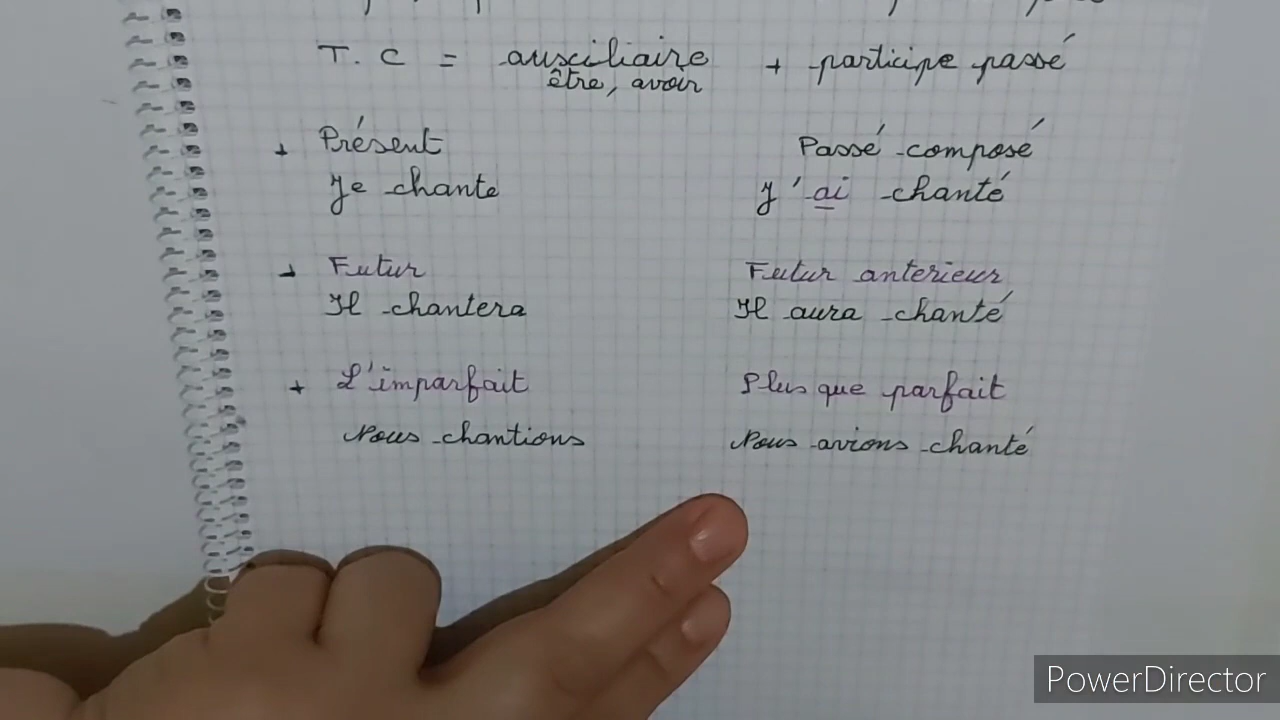 T. C = auxiliaire + participe passé
être, avoir
+ Présent Passé composé
Je chante J'ai chanté
+ Futur Futur anterieur
Il chantera Il aura chanté
+ L'imparfait Plus que parfait
Nous chantions Nous avions chanté
PowerDirector